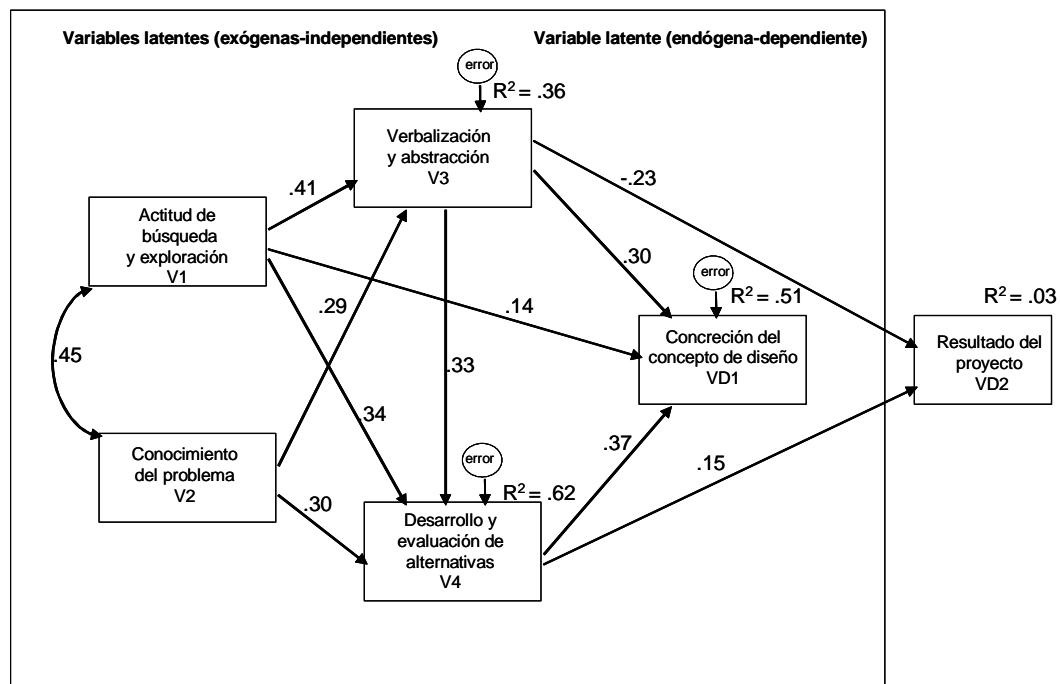 Variables latentes (exógenas-independientes)
Variable latente (endógena-dependiente)
error
R² = .36
Verbalización
y abstracción
V3
-.23
.41
Actitud de
búsqueda
y exploración
V1
.30
error
R² = .51
R² = .03
.29
.14
Concreción del
concepto de diseño
VD1
Resultado del
proyecto
VD2
.45
.33
.34
Conocimiento
del problema
V2
error
.37
.15
R² = .62
.30
Desarrollo y
evaluación de
alternativas
V4